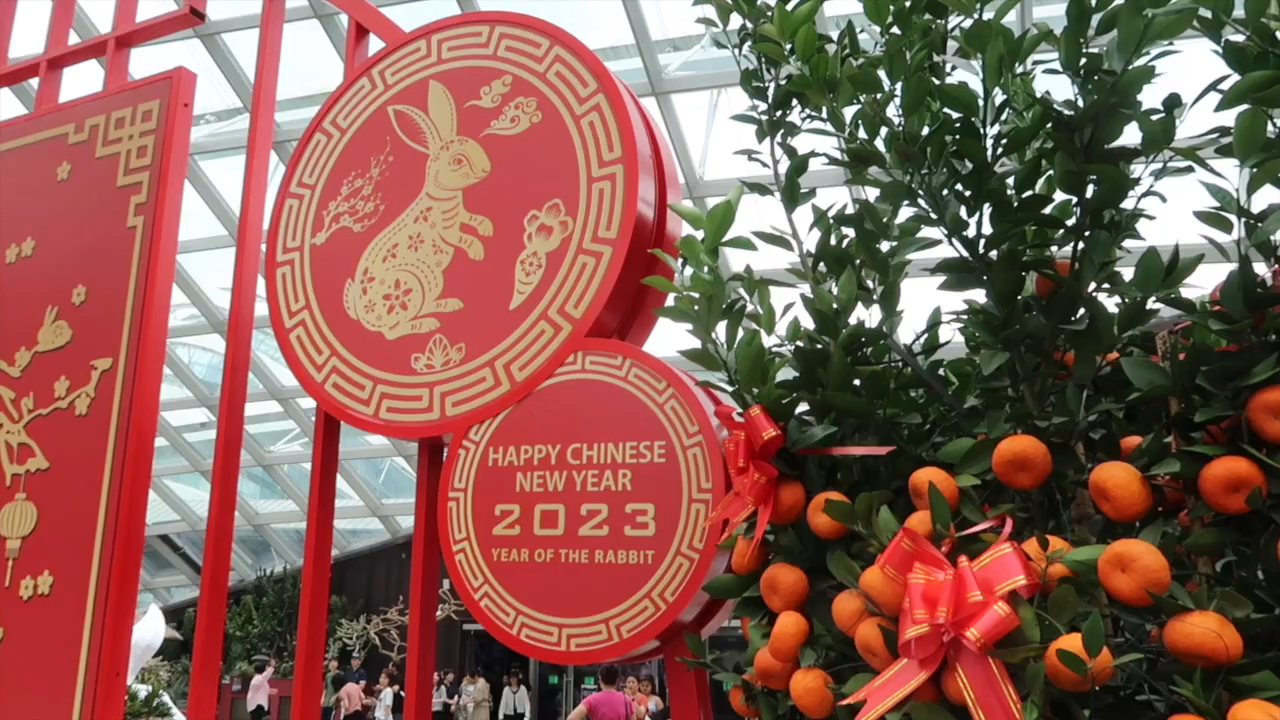 HAPPY CHINESE
NEW YEAR
2023
YEAR OF THE RABBIT